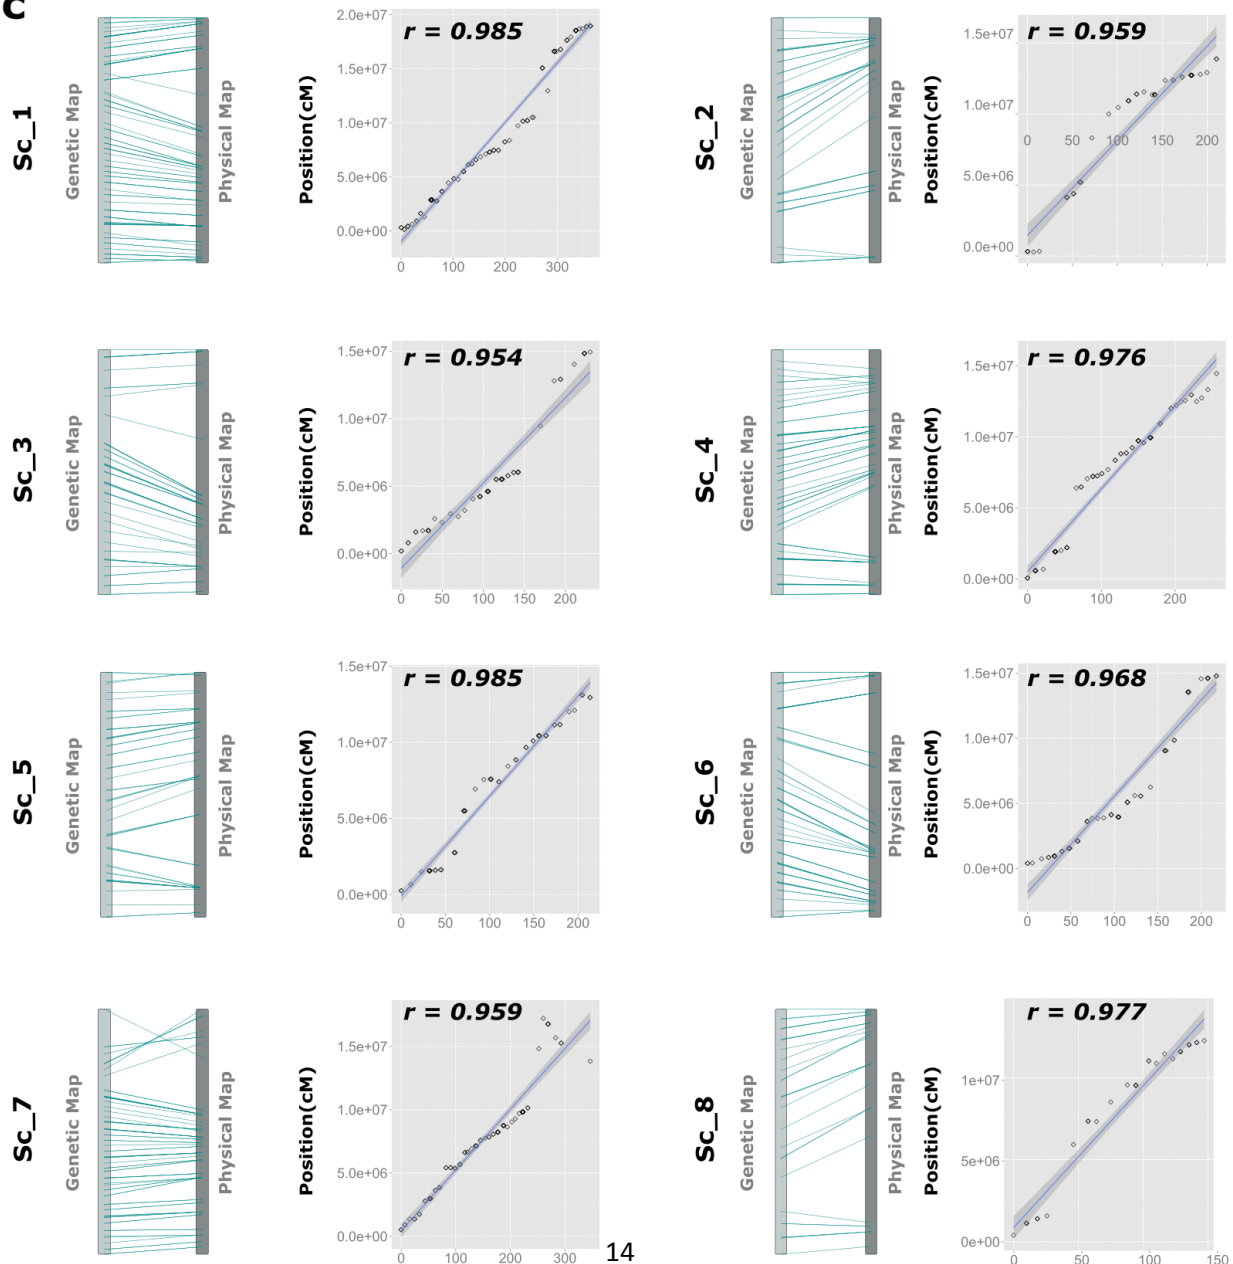 c
Sc_1
Genetic Map
Physical Map
Position(cM)
r = 0.985
2.0e+07
1.5e+07
1.0e+07
5.0e+06
0.0e+00
0 100 200 300
Sc_2
Genetic Map
Physical Map
Position(cM)
r = 0.959
1.5e+07
1.0e+07
0 50 100 150 200
5.0e+06
0.0e+00
Sc_3
Genetic Map
Physical Map
Position(cM)
r = 0.954
1.5e+07
1.0e+07
5.0e+06
0.0e+00
0 50 100 150 200
Sc_4
Genetic Map
Physical Map
Position(cM)
r = 0.976
1.5e+07
1.0e+07
5.0e+06
0.0e+00
0 100 200
Sc_5
Genetic Map
Physical Map
Position(cM)
r = 0.985
1.5e+07
1.0e+07
5.0e+06
0.0e+00
0 50 100 150 200
Sc_6
Genetic Map
Physical Map
Position(cM)
r = 0.968
1.5e+07
1.0e+07
5.0e+06
0.0e+00
0 50 100 150 200
Sc_7
Genetic Map
Physical Map
Position(cM)
r = 0.959
1.5e+07
1.0e+07
5.0e+06
0.0e+00
0 100 200 300
Sc_8
Genetic Map
Physical Map
Position(cM)
r = 0.977
1e+07
5e+06
0e+00
0 50 100 150
14